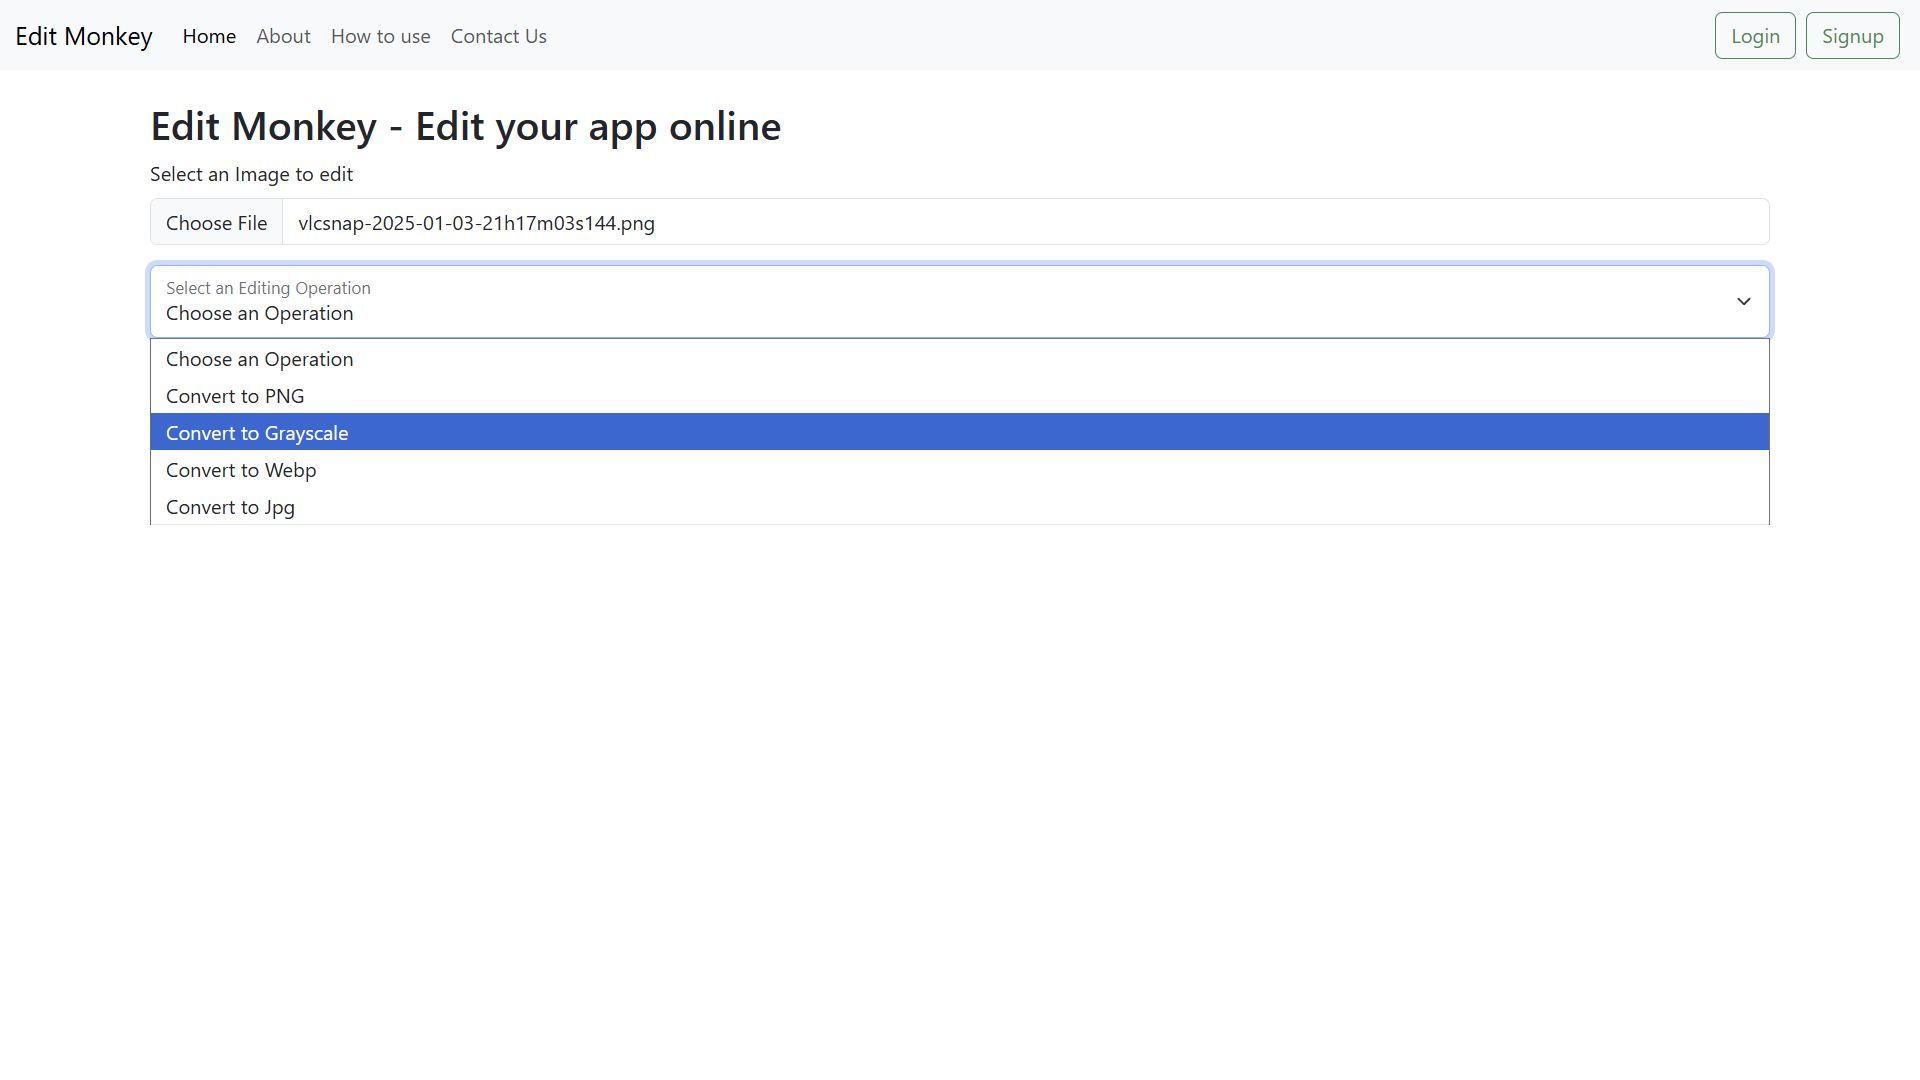 Edit Monkey Home About How to use Contact Us Login Signup
Edit Monkey - Edit your app online
Select an Image to edit
Choose File vlcsnap-2025-01-03-21h17m03s144.png
Select an Editing Operation
Choose an Operation
Choose an Operation
Convert to PNG
Convert to Grayscale
Convert to Webp
Convert to Jpg